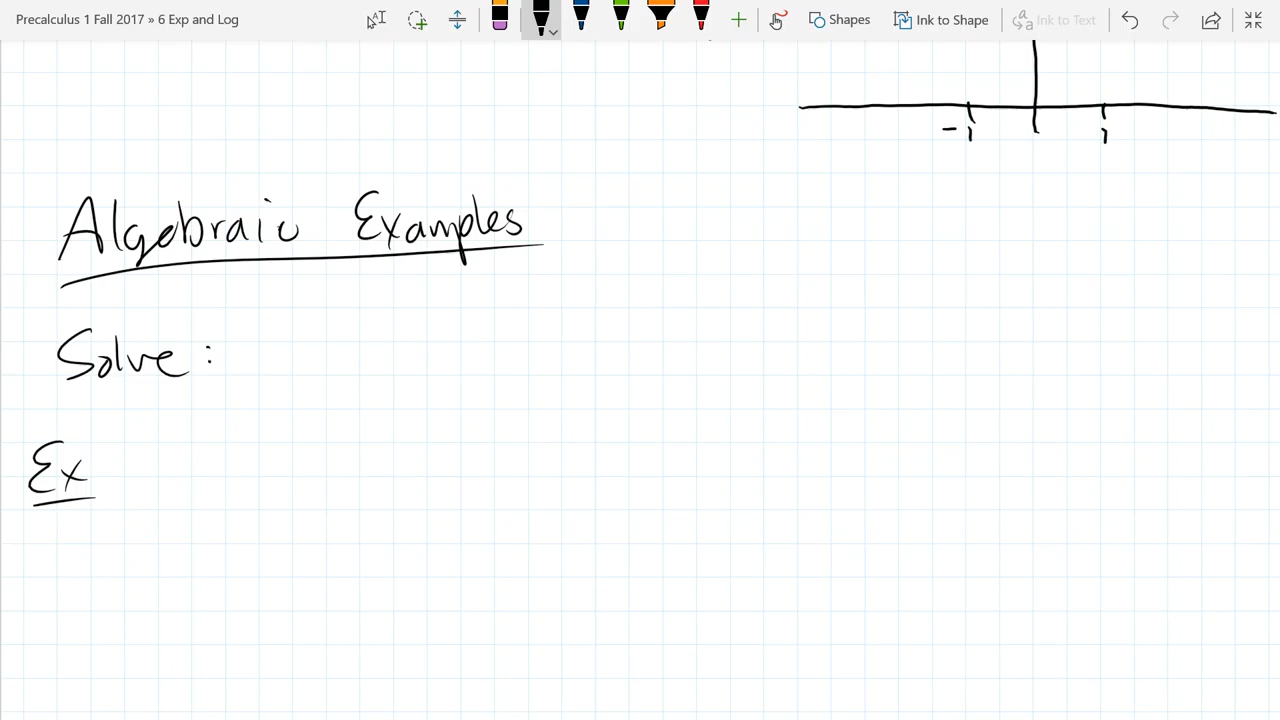 Precalculus 1 Fall 2017 » 6 Exp and Log
Shapes
Ink to Shape
Ink to Text
-1
1
Algebraic Examples
Solve :
Ex